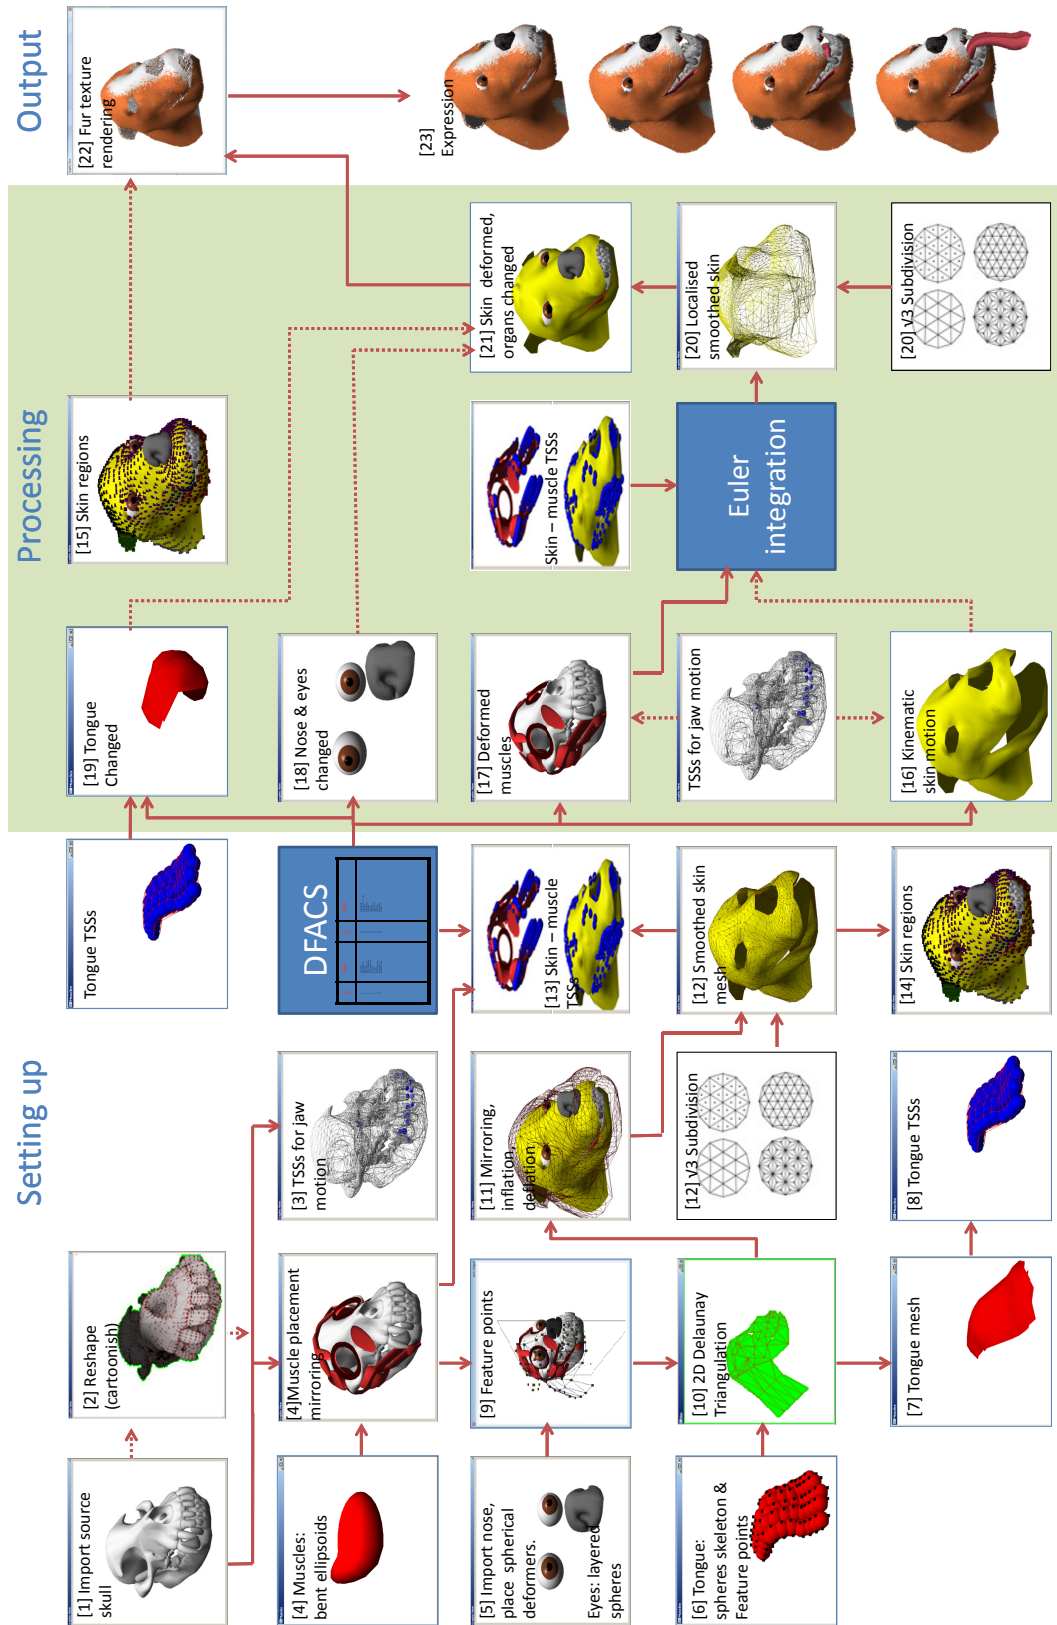 Setting up
Processing
Output
[1] Import source
skull
[2] Reshape
(cartoonish)
[3] TSSs for jaw
motion
[4] Muscles:
bent ellipsoids
[4]Muscle placement
mirroring
[5] Import nose,
place spherical
deformers.
Eyes: layered
spheres
[6] Tongue:
spheres skeleton &
Feature points
[7] Tongue mesh
[8] Tongue TSSs
[9] Feature points
[10] 2D Delaunay
Triangulation
[11] Mirroring,
inflation,
deflation
[12] √3 Subdivision
[12] Smoothed skin
mesh
[13] Skin – muscle
TSSs
[14] Skin regions
Tongue TSSs
DFACS
[19] Tongue
Changed
[18] Nose & eyes
changed
[17] Deformed
muscles
TSSs for jaw motion
[16] Kinematic
skin motion
[15] Skin regions
Skin – muscle TSSs
Euler
integration
[21] Skin deformed,
organs changed
[20] Localised
smoothed skin
[20] √3 Subdivision
[22] Fur texture
rendering
[23]
Expression